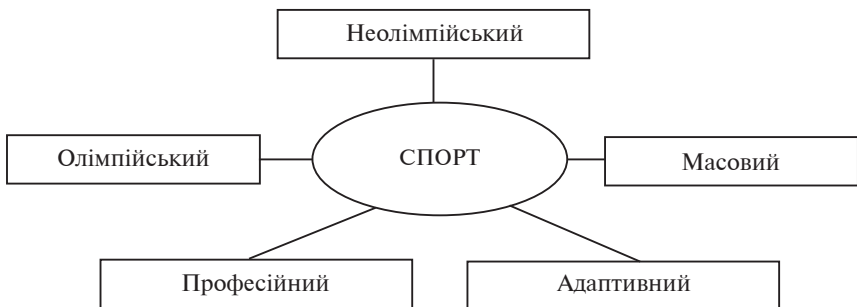 Неолімпійський
Олімпійський
СПОРТ
Масовий
Професійний
Адаптивний